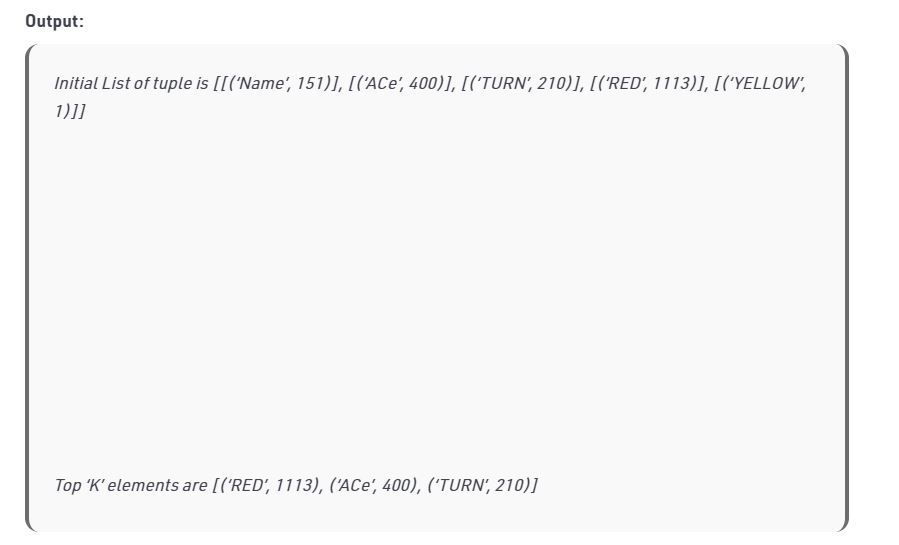 Output:
Initial List of tuple is [[(‘Name’, 151)], [(‘ACe’, 400)], [(‘TURN’, 210)], [(‘RED’, 1113)], [(‘YELLOW’,
1)]]
Top ‘K’ elements are [(‘RED’, 1113), (‘ACe’, 400), (‘TURN’, 210)]